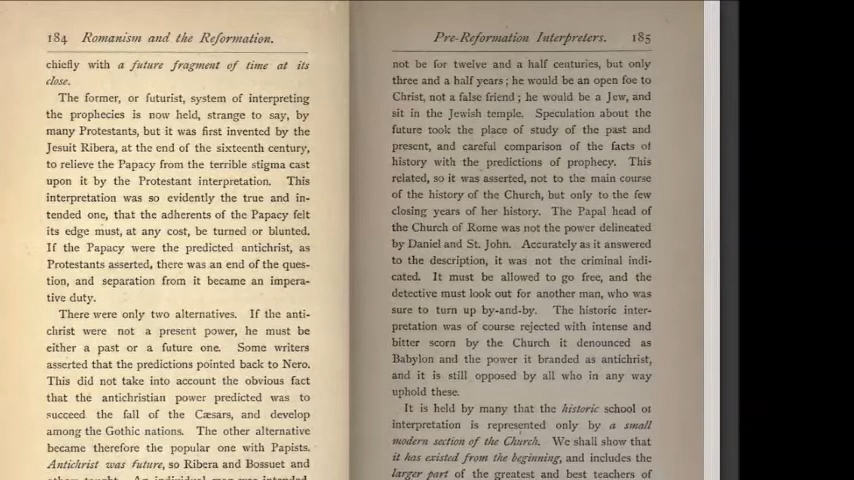 184 Romanism and the Reformation.
chiefly with a future fragment of time at its
close.
The former, or futurist, system of interpreting
the prophecies is now held, strange to say, by
many Protestants, but it was first invented by the
Jesuit Ribera, at the end of the sixteenth century,
to relieve the Papacy from the terrible stigma cast
upon it by the Protestant interpretation. This
interpretation was so evidently the true and in-
tended one, that the adherents of the Papacy felt
its edge must, at any cost, be turned or blunted.
If the Papacy were the predicted antichrist, as
Protestants asserted, there was an end of the ques-
tion, and separation from it became an impera-
tive duty.
There were only two alternatives. If the anti-
christ were not a present power, he must be
either a past or a future one. Some writers
asserted that the predictions pointed back to Nero.
This did not take into account the obvious fact
that the antichristian power predicted was to
succeed the fall of the Cæsars, and develop
among the Gothic nations. The other alternative
became therefore the popular one with Papists.
Antichrist was future, so Ribera and Bossuet and
others taught. An individual man was intended,
Pre-Reformation Interpreters. 185
not be for twelve and a half centuries, but only
three and a half years; he would be an open foe to
Christ, not a false friend; he would be a Jew, and
sit in the Jewish temple. Speculation about the
future took the place of study of the past and
present, and careful comparison of the facts of
history with the predictions of prophecy. This
related, so it was asserted, not to the main course
of the history of the Church, but only to the few
closing years of her history. The Papal head of
the Church of Rome was not the power delineated
by Daniel and St. John. Accurately as it answered
to the description, it was not the criminal indi-
cated. It must be allowed to go free, and the
detective must look out for another man, who was
sure to turn up by-and-by. The historic inter-
pretation was of course rejected with intense and
bitter scorn by the Church it denounced as
Babylon and the power it branded as antichrist,
and it is still opposed by all who in any way
uphold these.
It is held by many that the historic school of
interpretation is represented only by a small
modern section of the Church. We shall show that
it has existed from the beginning, and includes the
larger part of the greatest and best teachers of